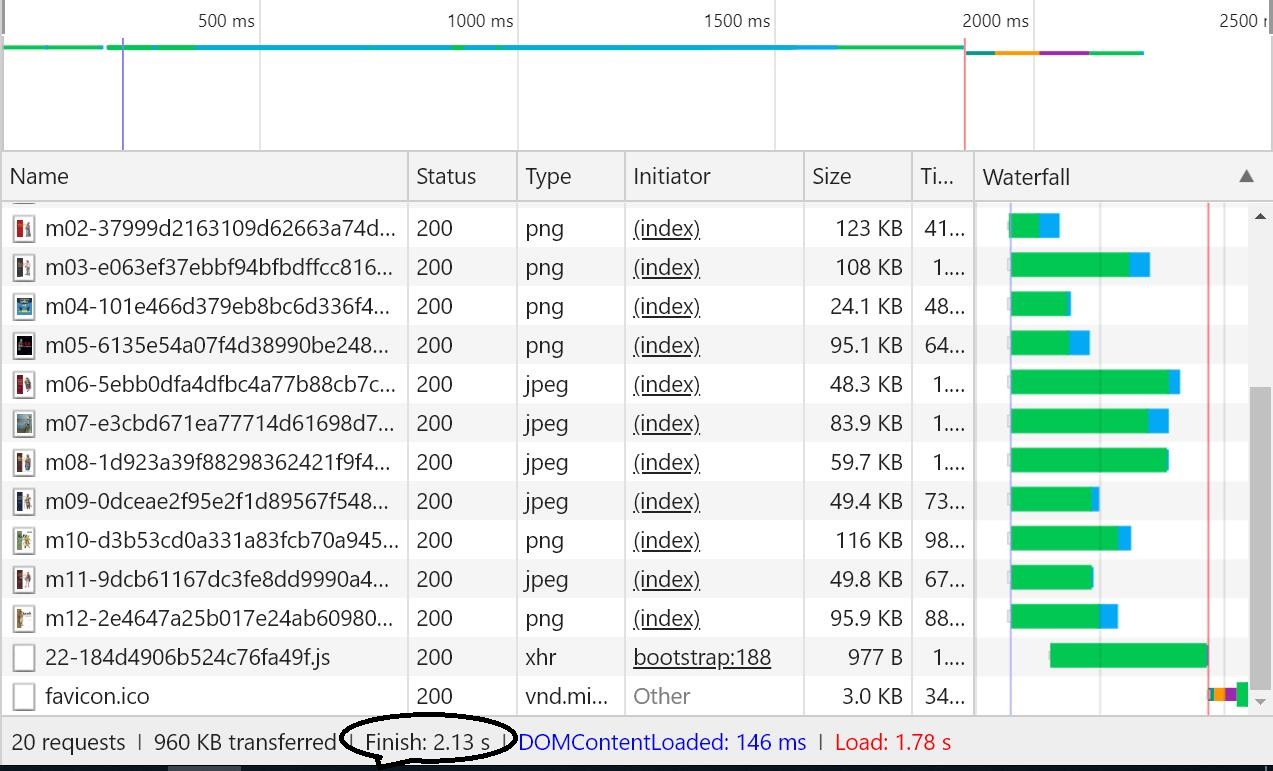 500 ms 1000 ms 1500 ms 2000 ms 2500
Name Status Type Initiator Size Ti... Waterfall
m02-37999d2163109d62663a74d... 200 png (index) 123 KB 41...
m03-e063ef37ebbf94bfbdffcc816... 200 png (index) 108 KB 1....
m04-101e466d379eb8bc6d336f4... 200 png (index) 24.1 KB 48...
m05-6135e54a07f4d38990be248... 200 png (index) 95.1 KB 64...
m06-5ebb0dfa4dfbc4a77b88cb7c... 200 jpeg (index) 48.3 KB 1....
m07-e3cbd671ea77714d61698d7... 200 jpeg (index) 83.9 KB 1....
m08-1d923a39f88298362421f9f4... 200 jpeg (index) 59.7 KB 1....
m09-0dceae2f95e2f1d89567f548... 200 jpeg (index) 49.4 KB 73...
m10-d3b53cd0a331a83fcb70a945... 200 png (index) 116 KB 98...
m11-9dcb61167dc3fe8dd9990a4... 200 jpeg (index) 49.8 KB 67...
m12-2e4647a25b017e24ab60980... 200 png (index) 95.9 KB 88...
22-184d4906b524c76fa49f.js 200 xhr bootstrap:188 977 B 1....
favicon.ico 200 vnd.mi... Other 3.0 KB 34...
20 requests | 960 KB transferred | Finish: 2.13 s | DOMContentLoaded: 146 ms | Load: 1.78 s